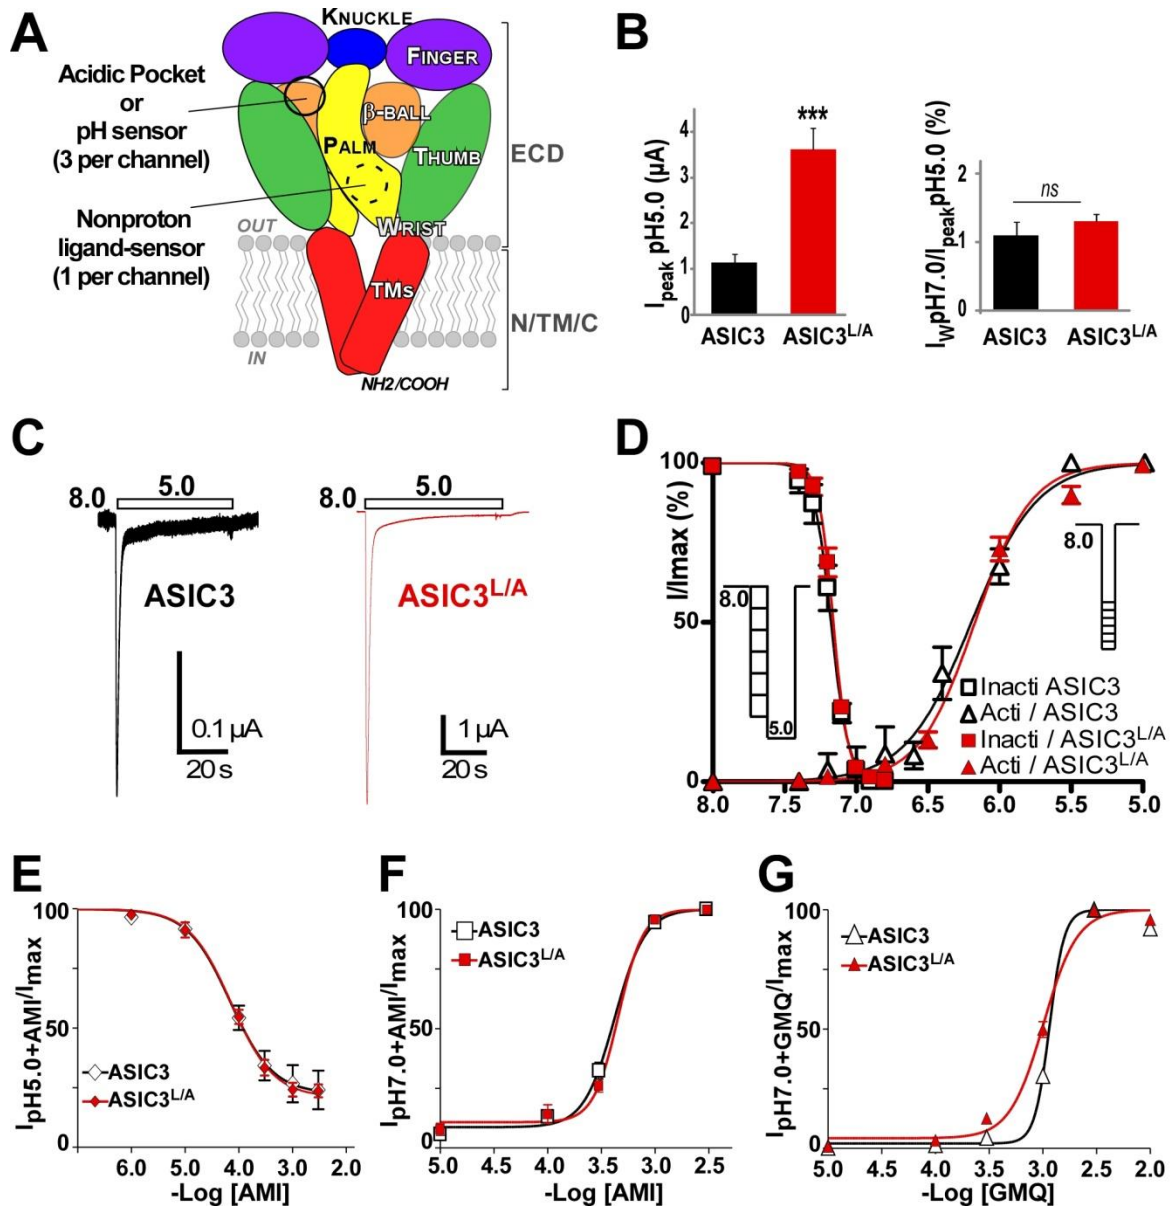 A
KNUCKLE
FINGER
Acidic Pocket
or
pH sensor
(3 per channel)
β-BALL
PALM
THUMB
ECD
Nonproton
ligand-sensor
(1 per channel)
OUT
WRIST
TMs
N/TM/C
IN
NH2/COOH
B
I peak pH5.0 (µA)
4
3
2
1
0
***
ASIC3
ASIC3L/A
IWpH7.0/IpeakpH5.0 (%)
2
1
0
ns
ASIC3
ASIC3L/A
C
8.0
5.0
ASIC3
0.1 µA
20 s
8.0
5.0
ASIC3L/A
1 µA
20 s
D
I/Imax (%)
100
50
0
8.0
5.0
8.0
Inacti ASIC3
Acti / ASIC3
Inacti / ASIC3L/A
Acti / ASIC3L/A
8.0 7.5 7.0 6.5 6.0 5.5 5.0
E
IpH5.0+AMI/Imax
100
50
0
ASIC3
ASIC3L/A
6.0 5.0 4.0 3.0 2.0
-Log [AMI]
F
IpH7.0+AMI/Imax
100
50
0
ASIC3
ASIC3L/A
5.0 4.5 4.0 3.5 3.0 2.5
-Log [AMI]
G
IpH7.0+GMQ/Imax
100
50
0
ASIC3
ASIC3L/A
5.0 4.5 4.0 3.5 3.0 2.5 2.0
-Log [GMQ]